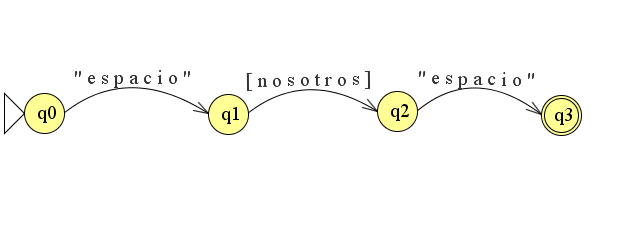 "espacio" [nosotros] "espacio"
q0 q1 q2 q3